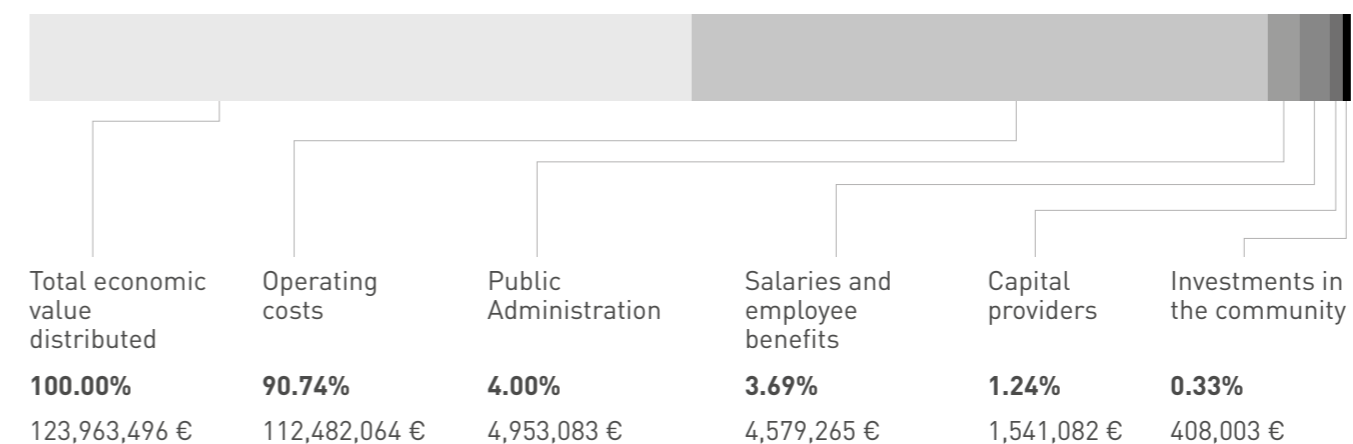 Total economic
value
distributed
100.00%
123,963,496 €
Operating
costs
90.74%
112,482,064 €
Public
Administration
4.00%
4,953,083 €
Salaries and
employee
benefits
3.69%
4,579,265 €
Capital
providers
1.24%
1,541,082 €
Investments in
the community
0.33%
408,003 €